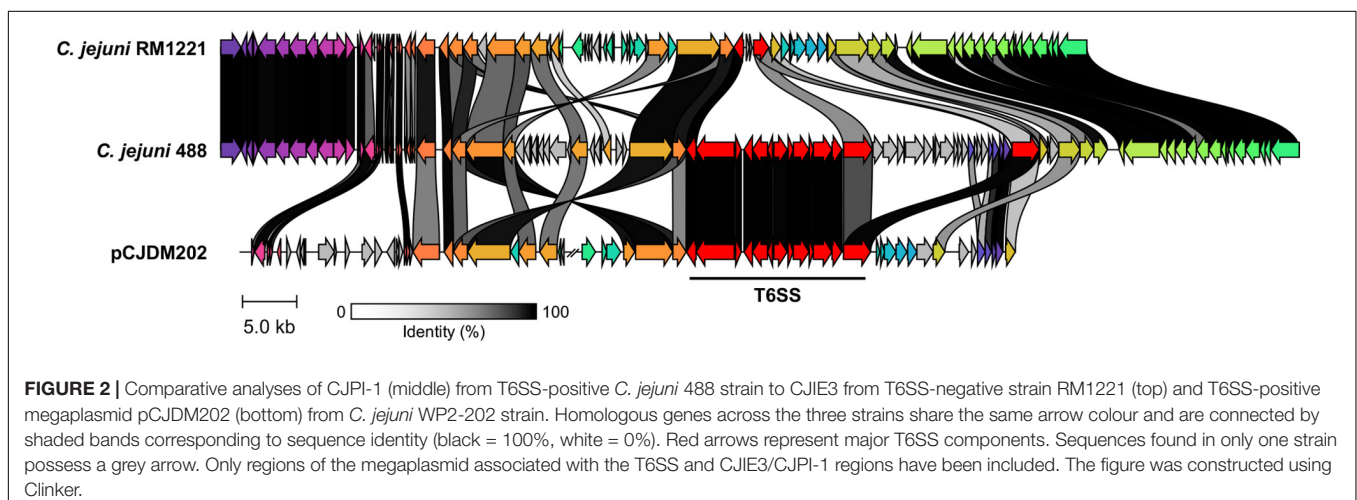 C. jejuni RM1221
C. jejuni 488
pCJDM202
T6SS
5.0 kb
0
100
Identity (%)
FIGURE 2 | Comparative analyses of CJPI-1 (middle) from T6SS-positive C. jejuni 488 strain to CJIE3 from T6SS-negative strain RM1221 (top) and T6SS-positive
megaplasmid pCJDM202 (bottom) from C. jejuni WP2-202 strain. Homologous genes across the three strains share the same arrow colour and are connected by
shaded bands corresponding to sequence identity (black = 100%, white = 0%). Red arrows represent major T6SS components. Sequences found in only one strain
possess a grey arrow. Only regions of the megaplasmid associated with the T6SS and CJIE3/CJPI-1 regions have been included. The figure was constructed using
Clinker.